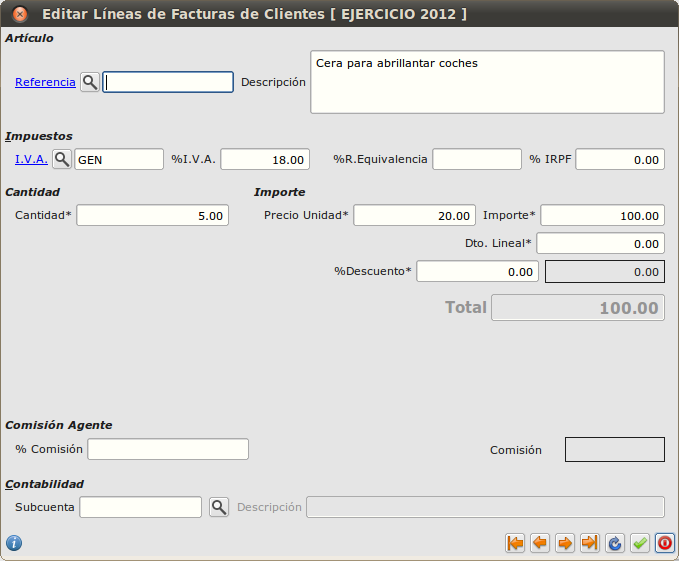 Editar Líneas de Facturas de Clientes [ EJERCICIO 2012 ]
Artículo
Referencia Descripción Cera para abrillantar coches
Impuestos
I.V.A. GEN %I.V.A. 18.00 %R.Equivalencia % IRPF 0.00
Cantidad Importe
Cantidad* 5.00 Precio Unidad* 20.00 Importe* 100.00
Dto. Lineal* 0.00
%Descuento* 0.00 0.00
Total 100.00
Comisión Agente
% Comisión Comisión
Contabilidad
Subcuenta Descripción